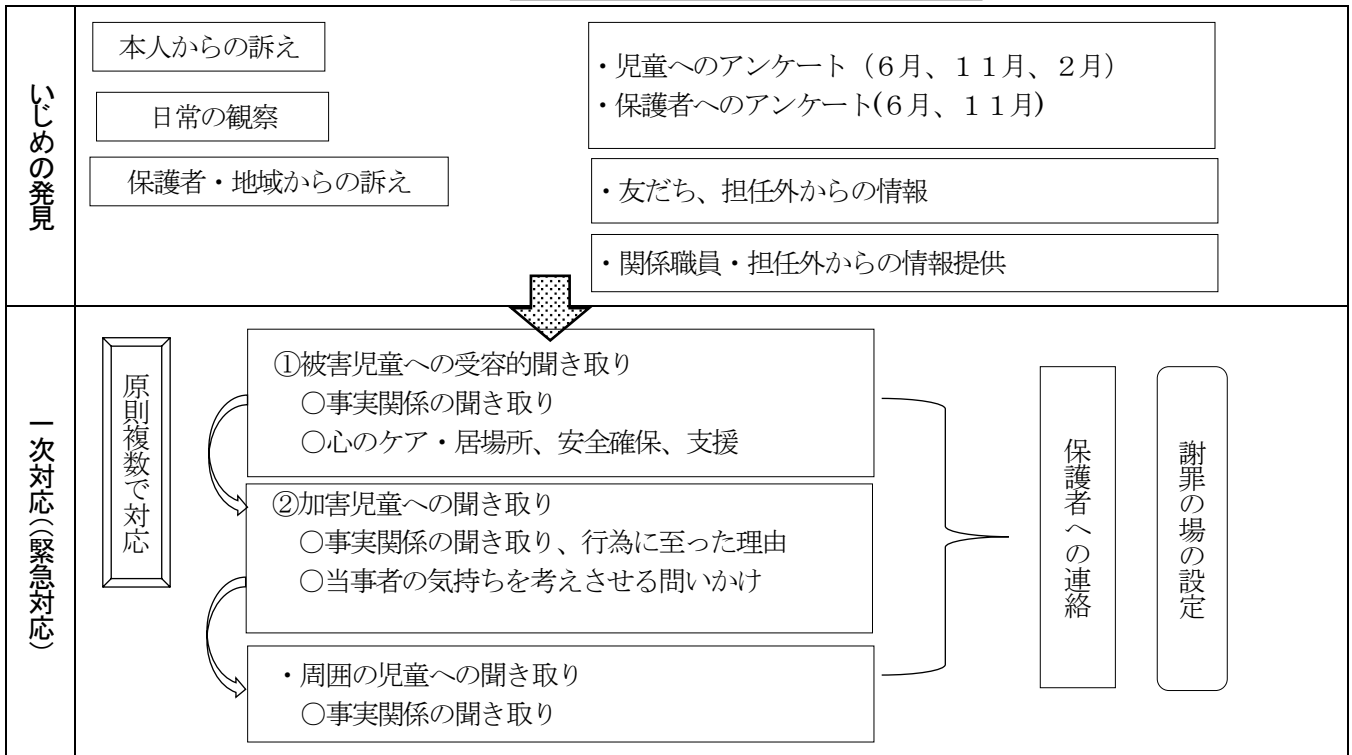 いじめの発見
本人からの訴え
日常の観察
保護者・地域からの訴え
・児童へのアンケート（６月、１１月、２月）
・保護者へのアンケート(６月、１１月)
・友だち、担任外からの情報
・関係職員・担任外からの情報提供
一次対応（（緊急対応）
原則複数で対応
①被害児童への受容的聞き取り
○事実関係の聞き取り
○心のケア・居場所、安全確保、支援
②加害児童への聞き取り
○事実関係の聞き取り、行為に至った理由
○当事者の気持ちを考えさせる問いかけ
・周囲の児童への聞き取り
○事実関係の聞き取り
保護者への連絡
謝罪の場の設定